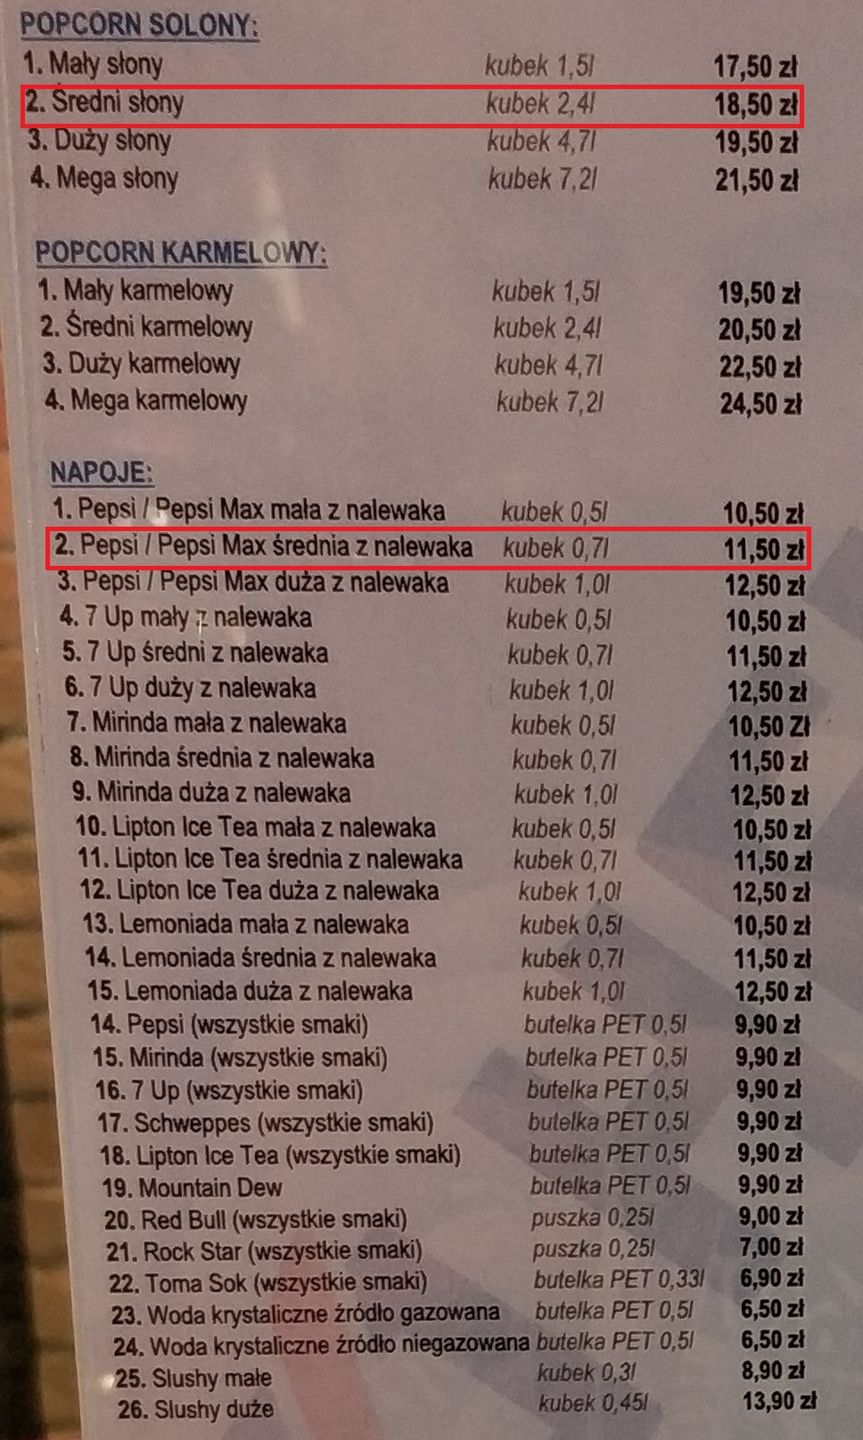 POPCORN SOLONY:
1. Mały słony kubek 1,5l 17,50 zł
2. Średni słony kubek 2,4l 18,50 zł
3. Duży słony kubek 4,7l 19,50 zł
4. Mega słony kubek 7,2l 21,50 zł
POPCORN KARMELOWY:
1. Mały karmelowy kubek 1,5l 19,50 zł
2. Średni karmelowy kubek 2,4l 20,50 zł
3. Duży karmelowy kubek 4,7l 22,50 zł
4. Mega karmelowy kubek 7,2l 24,50 zł
NAPOJE:
1. Pepsi / Pepsi Max mała z nalewaka kubek 0,5l 10,50 zł
2. Pepsi / Pepsi Max średnia z nalewaka kubek 0,7l 11,50 zł
3. Pepsi / Pepsi Max duża z nalewaka kubek 1,0l 12,50 zł
4. 7 Up mały z nalewaka kubek 0,5l 10,50 zł
5. 7 Up średni z nalewaka kubek 0,7l 11,50 zł
6. 7 Up duży z nalewaka kubek 1,0l 12,50 zł
7. Mirinda mała z nalewaka kubek 0,5l 10,50 Zł
8. Mirinda średnia z nalewaka kubek 0,7l 11,50 zł
9. Mirinda duża z nalewaka kubek 1,0l 12,50 zł
10. Lipton Ice Tea mała z nalewaka kubek 0,5l 10,50 zł
11. Lipton Ice Tea średnia z nalewaka kubek 0,7l 11,50 zł
12. Lipton Ice Tea duża z nalewaka kubek 1,0l 12,50 zł
13. Lemoniada mała z nalewaka kubek 0,5l 10,50 zł
14. Lemoniada średnia z nalewaka kubek 0,7l 11,50 zł
15. Lemoniada duża z nalewaka kubek 1,0l 12,50 zł
14. Pepsi (wszystkie smaki) butelka PET 0,5l 9,90 zł
15. Mirinda (wszystkie smaki) butelka PET 0,5l 9,90 zł
16. 7 Up (wszystkie smaki) butelka PET 0,5l 9,90 zł
17. Schweppes (wszystkie smaki) butelka PET 0,5l 9,90 zł
18. Lipton Ice Tea (wszystkie smaki) butelka PET 0,5l 9,90 zł
19. Mountain Dew butelka PET 0,5l 9,90 zł
20. Red Bull (wszystkie smaki) puszka 0,25l 9,00 zł
21. Rock Star (wszystkie smaki) puszka 0,25l 7,00 zł
22. Toma Sok (wszystkie smaki) butelka PET 0,33l 6,90 zł
23. Woda krystaliczne źródło gazowana butelka PET 0,5l 6,50 zł
24. Woda krystaliczne źródło niegazowana butelka PET 0,5l 6,50 zł
25. Slushy małe kubek 0,3l 8,90 zł
26. Slushy duże kubek 0,45l 13,90 zł